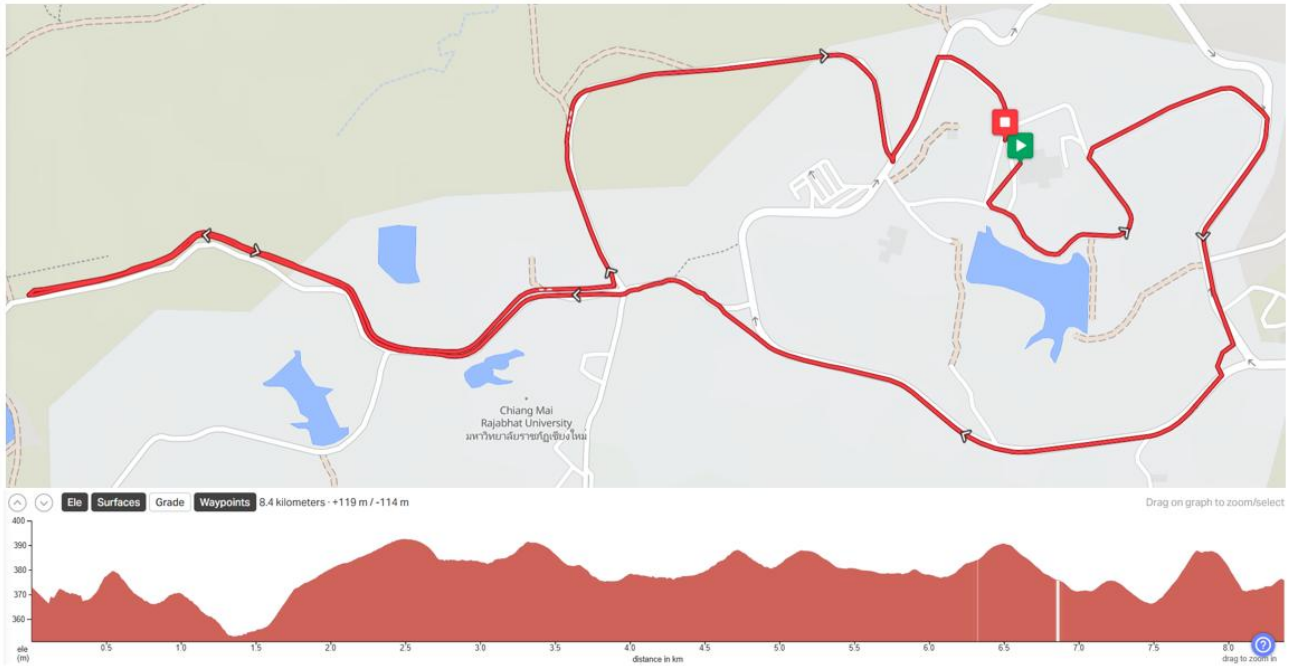 Chiang Mai
Rajabhat University
มหาวิทยาลัยราชภัฏเชียงใหม่
Ele Surfaces Grade Waypoints 8.4 kilometers · +119 m / -114 m Drag on graph to zoom/select
400
390
380
370
360
ele
(m)
0.5 1.0 1.5 2.0 2.5 3.0 3.5 4.0 4.5 5.0 5.5 6.0 6.5 7.0 7.5 8.0
distance in km
drag to zoom in